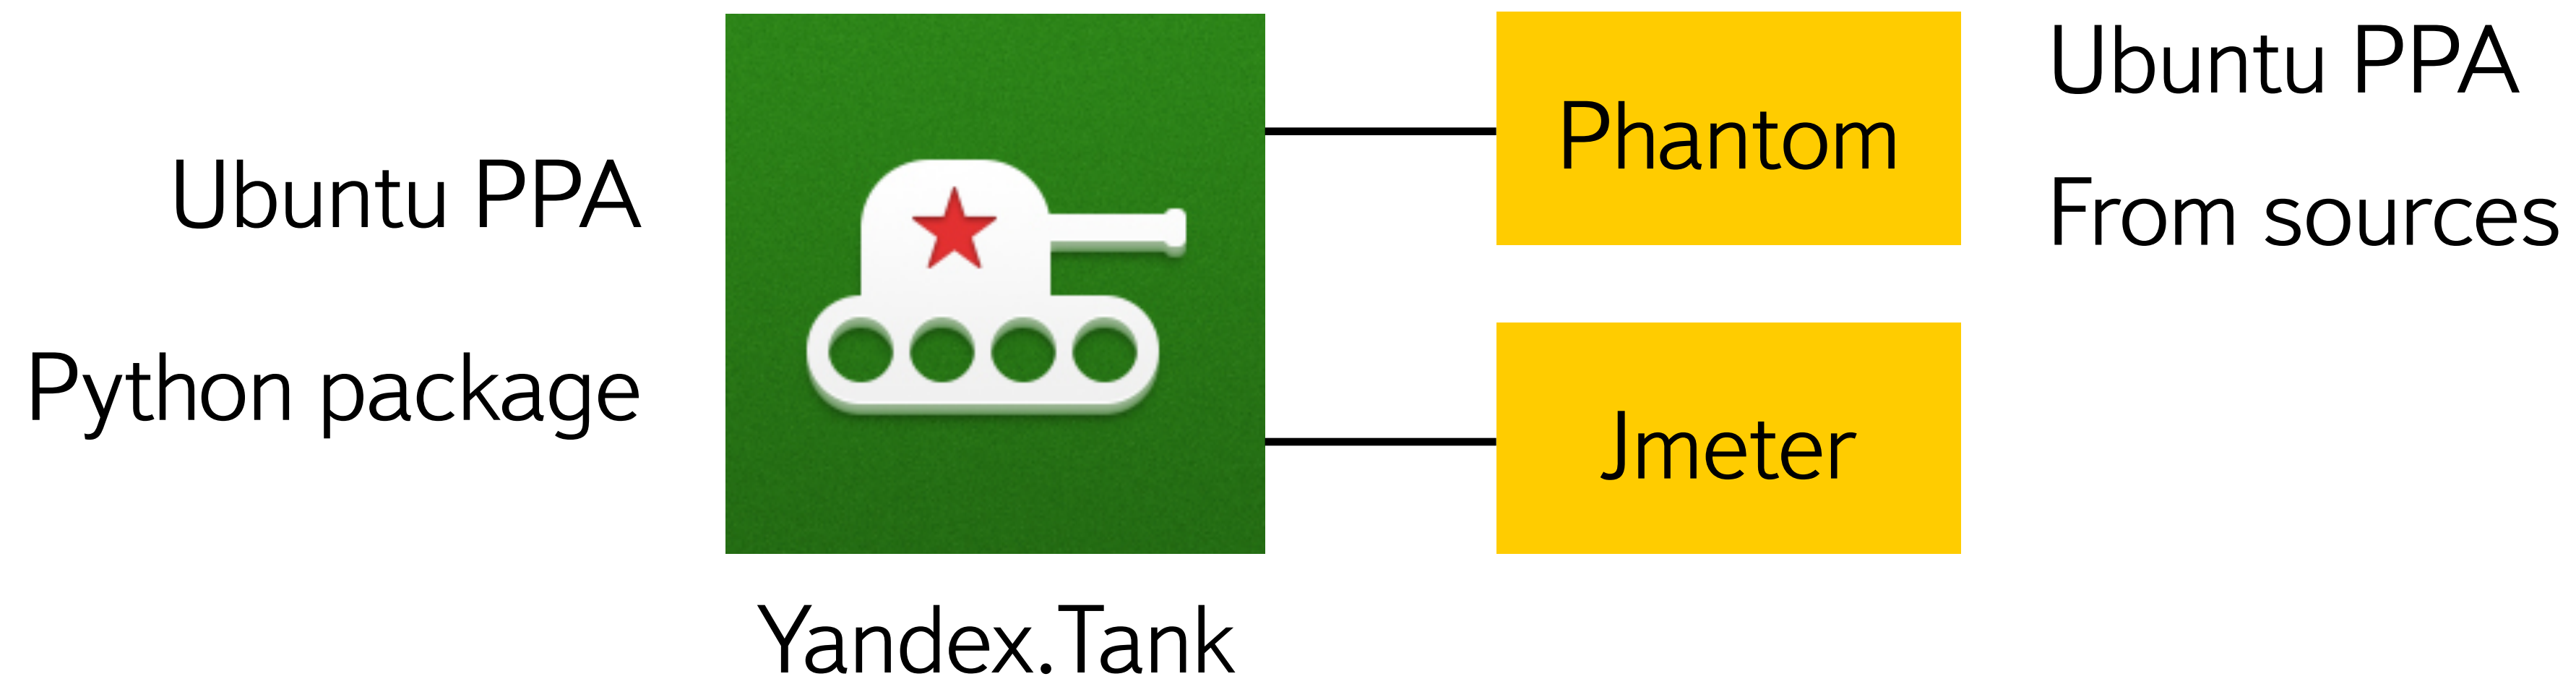 Ubuntu PPA
Python package
Yandex.Tank
Phantom
Jmeter
Ubuntu PPA
From sources